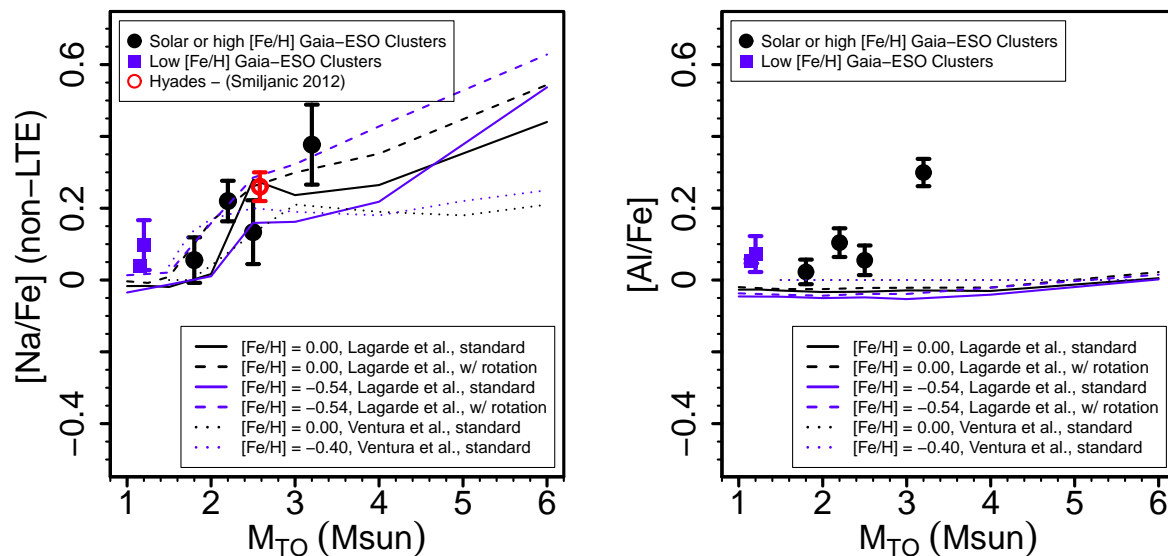 Solar or high [Fe/H] Gaia−ESO Clusters
Low [Fe/H] Gaia−ESO Clusters
Hyades − (Smiljanic 2012)
[Na/Fe] (non−LTE)
0.6
0.2
0
−0.4
[Fe/H] = 0.00, Lagarde et al., standard
[Fe/H] = 0.00, Lagarde et al., w/ rotation
[Fe/H] = −0.54, Lagarde et al., standard
[Fe/H] = −0.54, Lagarde et al., w/ rotation
[Fe/H] = 0.00, Ventura et al., standard
[Fe/H] = −0.40, Ventura et al., standard
1 2 3 4 5 6
MTO (Msun)
Solar or high [Fe/H] Gaia−ESO Clusters
Low [Fe/H] Gaia−ESO Clusters
[Al/Fe]
0.6
0.2
0
−0.4
[Fe/H] = 0.00, Lagarde et al., standard
[Fe/H] = 0.00, Lagarde et al., w/ rotation
[Fe/H] = −0.54, Lagarde et al., standard
[Fe/H] = −0.54, Lagarde et al., w/ rotation
[Fe/H] = 0.00, Ventura et al., standard
[Fe/H] = −0.40, Ventura et al., standard
1 2 3 4 5 6
MTO (Msun)